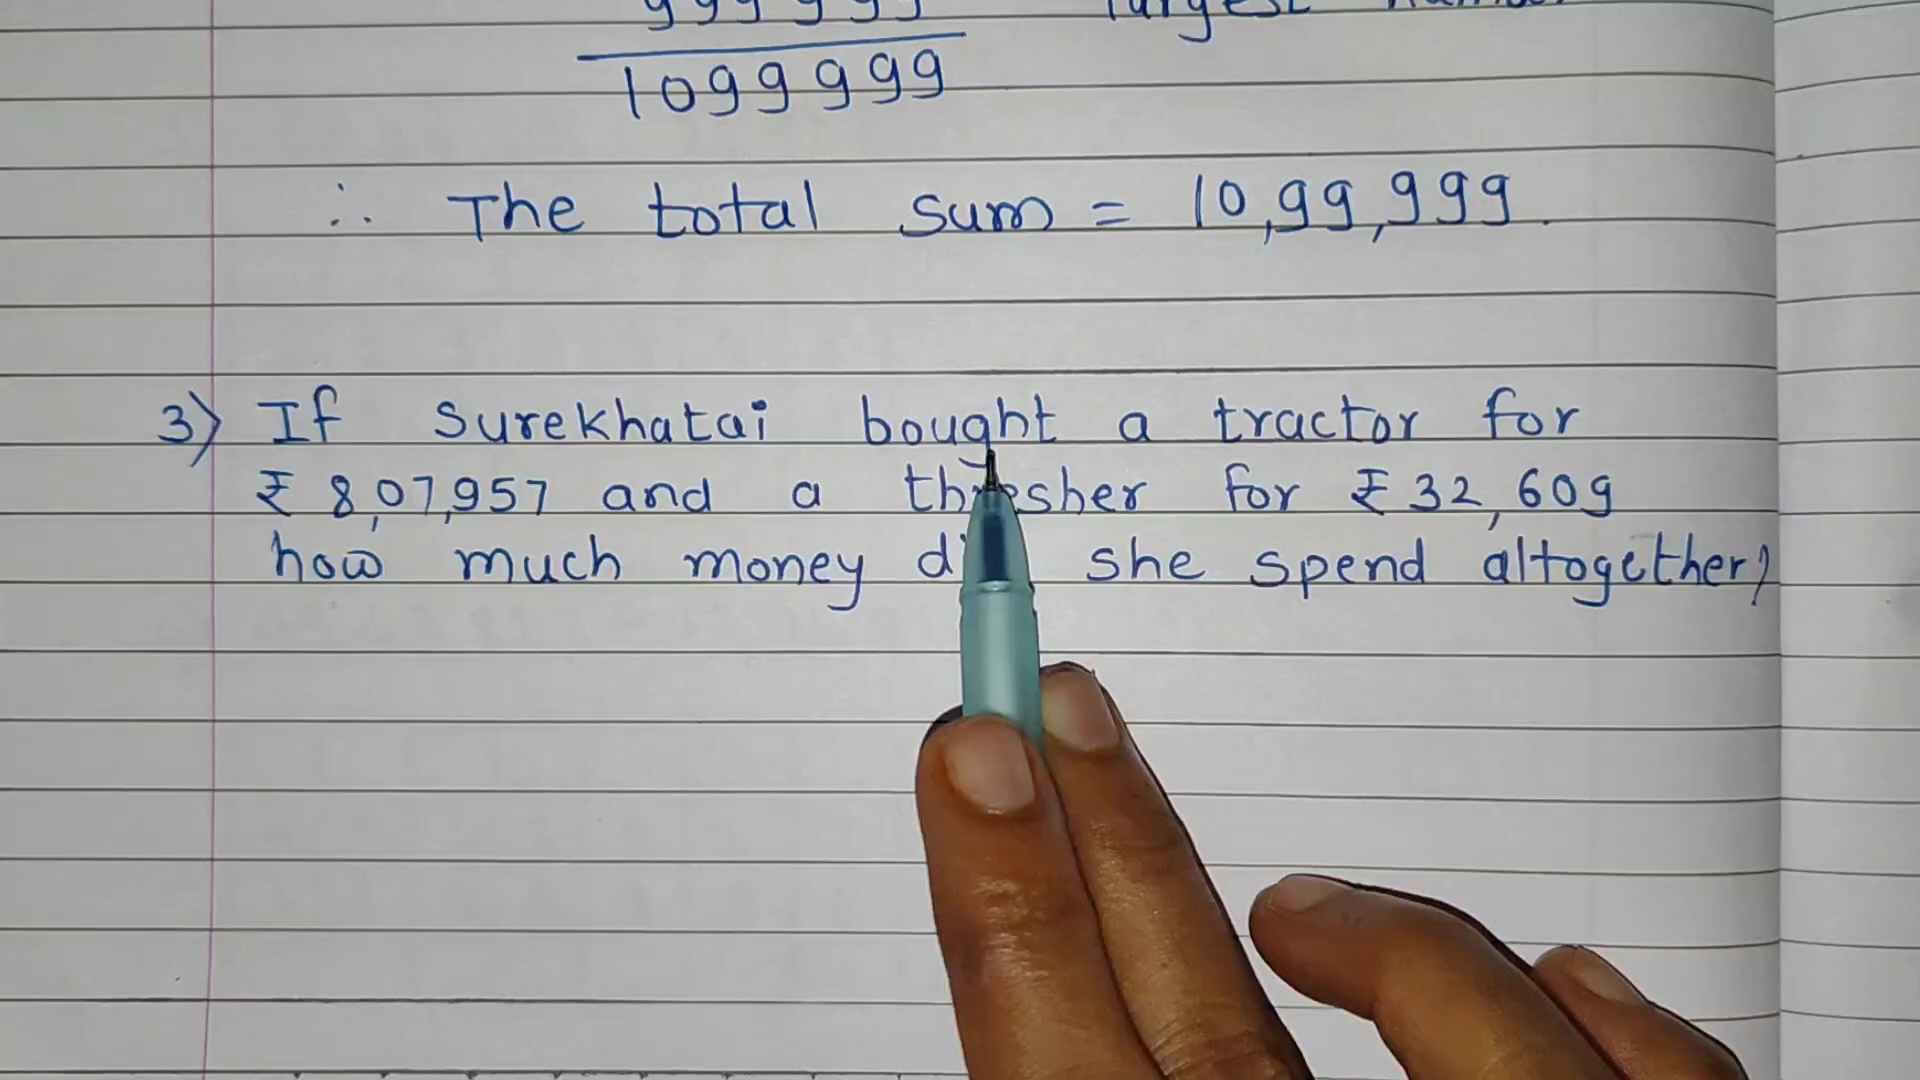 1099999
∴ The total sum = 10,99,999.
3) If Surekhatai bought a tractor for
₹ 8,07,957 and a thresher for ₹ 32,609
how much money she spend altogether?